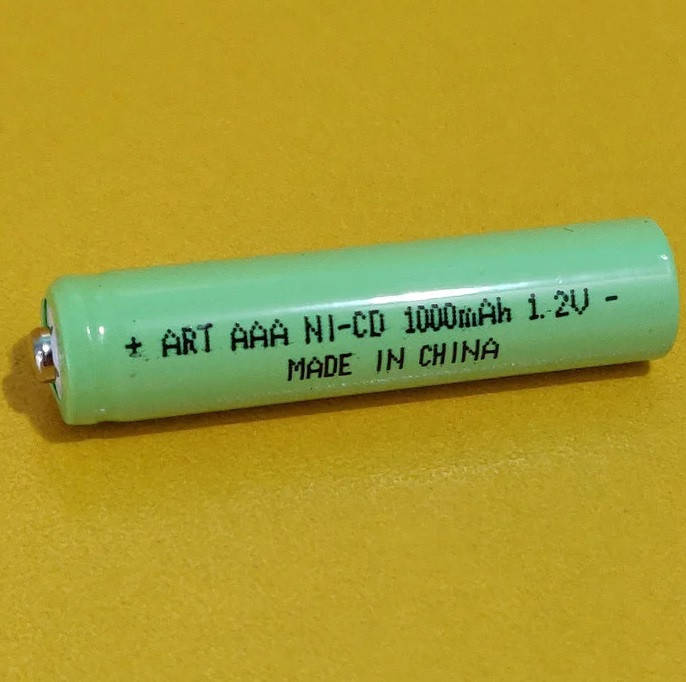 + ART AAA NI-CD 1000mAh 1.2V -
MADE IN CHINA